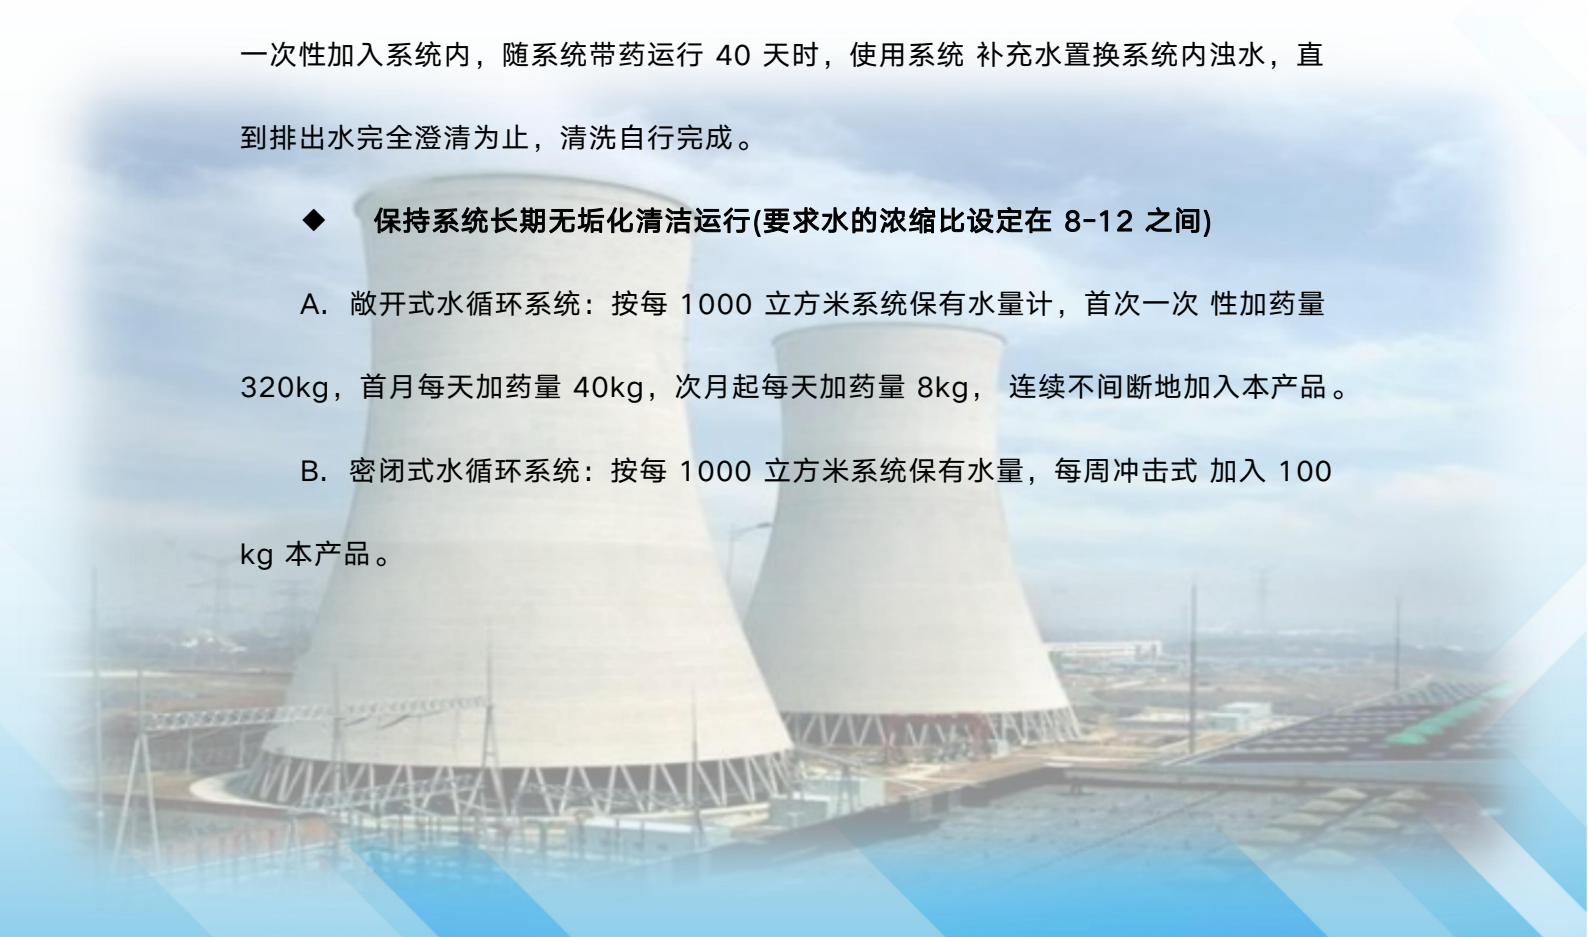 一次性加入系统内，随系统带药运行 40 天时，使用系统 补充水置换系统内浊水，直
到排出水完全澄清为止，清洗自行完成。
◆ 保持系统长期无垢化清洁运行(要求水的浓缩比设定在 8-12 之间)
A. 敞开式水循环系统：按每 1000 立方米系统保有水量计，首次一次 性加药量
320kg，首月每天加药量 40kg，次月起每天加药量 8kg， 连续不间断地加入本产品。
B. 密闭式水循环系统：按每 1000 立方米系统保有水量，每周冲击式 加入 100
kg 本产品。